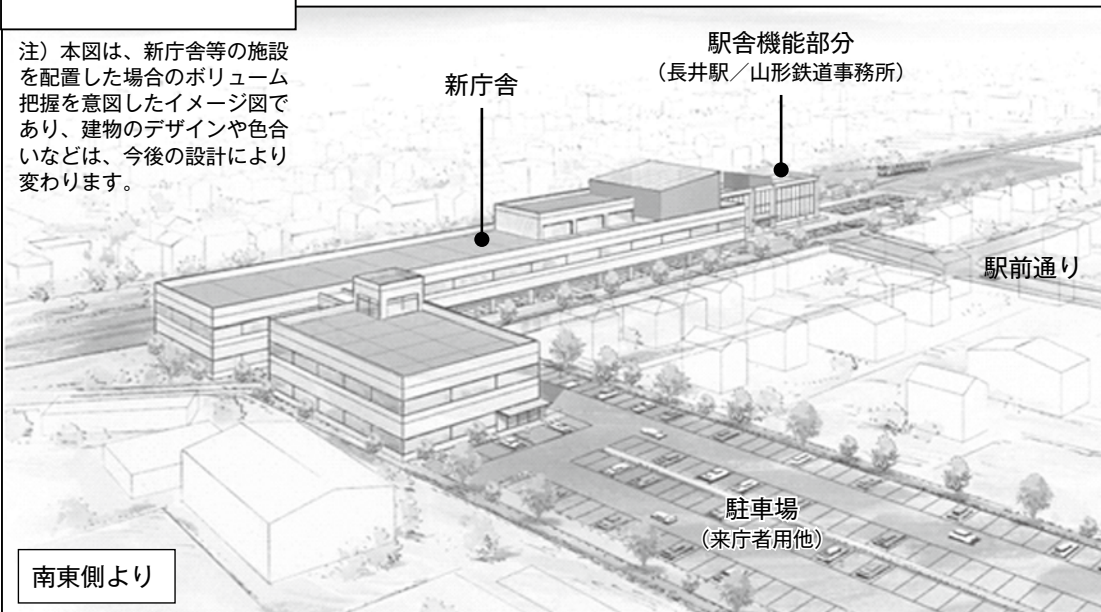 注）本図は、新庁舎等の施設
を配置した場合のボリューム
把握を意図したイメージ図で
あり、建物のデザインや色合
いなどは、今後の設計により
変わります。
新庁舎
駅舎機能部分
（長井駅／山形鉄道事務所）
駅前通り
駐車場
（来庁者用他）
南東側より